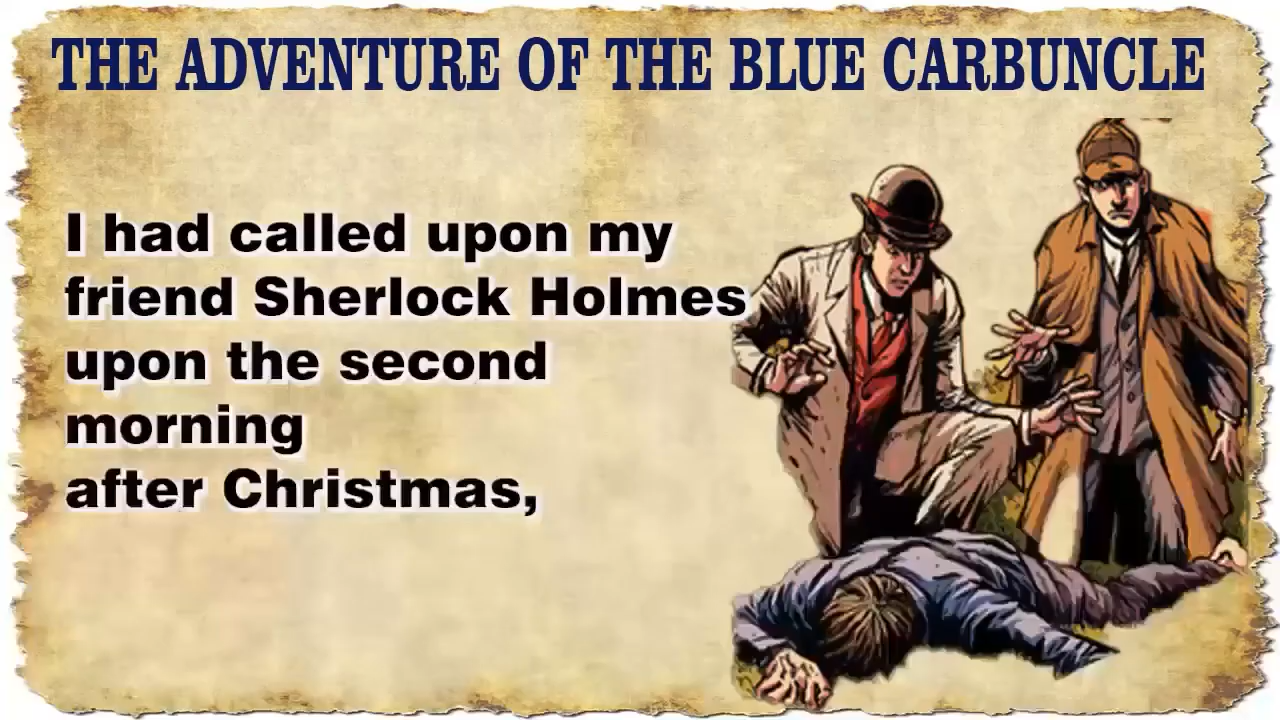 THE ADVENTURE OF THE BLUE CARBUNCLE
I had called upon my
friend Sherlock Holmes
upon the second
morning
after Christmas,